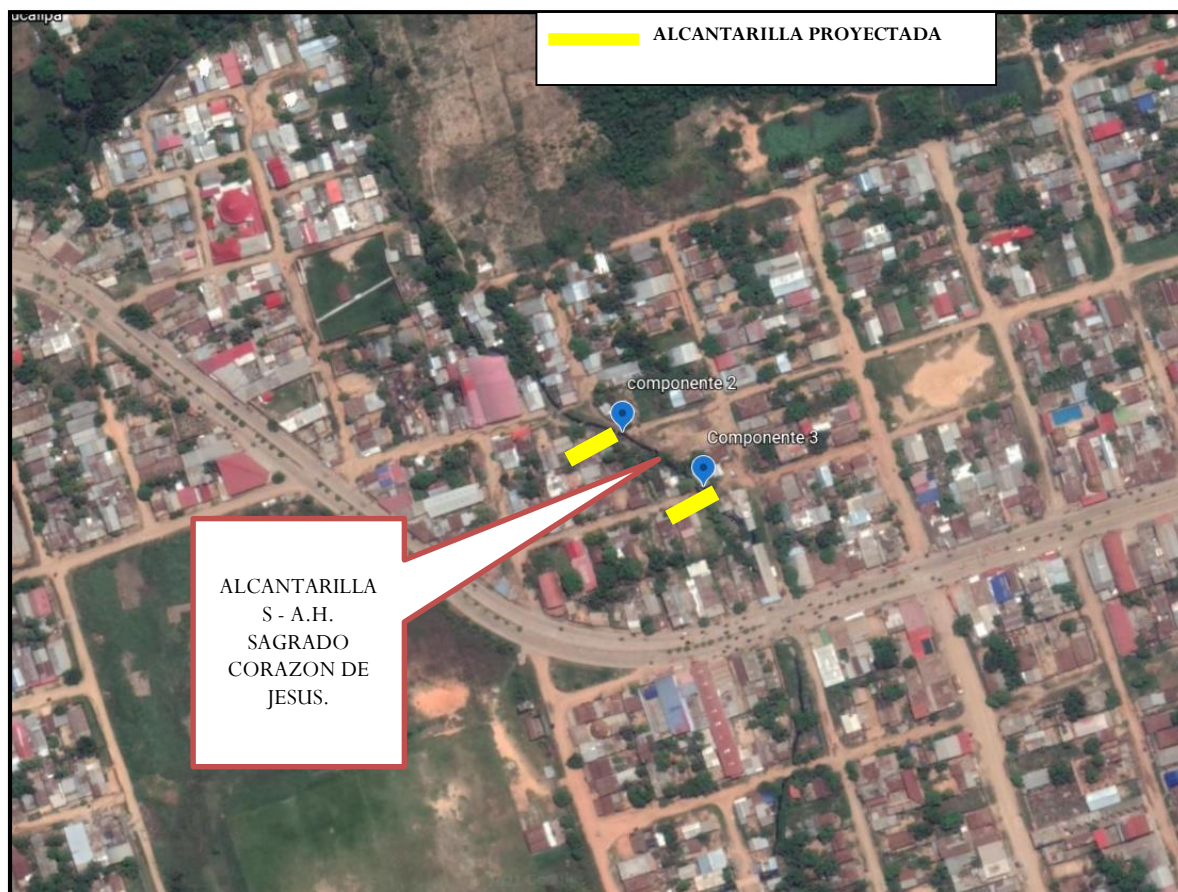 ucallpa
ALCANTARILLA PROYECTADA
componente 2
Componente 3
ALCANTARILLA
S - A.H.
SAGRADO
CORAZON DE
JESUS.